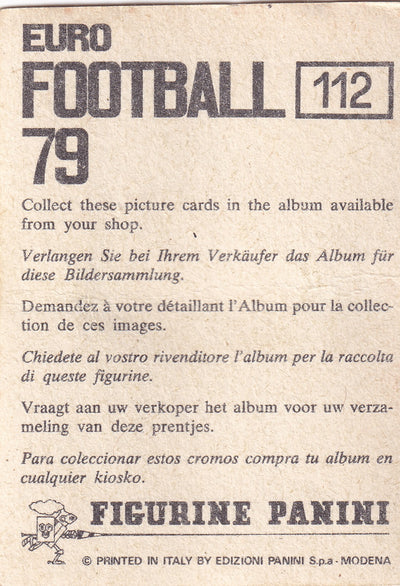 EURO
FOOTBALL 112
79
Collect these picture cards in the album available
from your shop.
Verlangen Sie bei Ihrem Verkäufer das Album für
diese Bildersammlung.
Demandez à votre détaillant l'Album pour la collec-
tion de ces images.
Chiedete al vostro rivenditore l'album per la raccolta
di queste figurine.
Vraagt aan uw verkoper het album voor uw verza-
meling van deze prentjes.
Para coleccionar estos cromos compra tu album en
cualquier kiosko.
FIGURINE PANINI
© PRINTED IN ITALY BY EDIZIONI PANINI S.p.a - MODENA